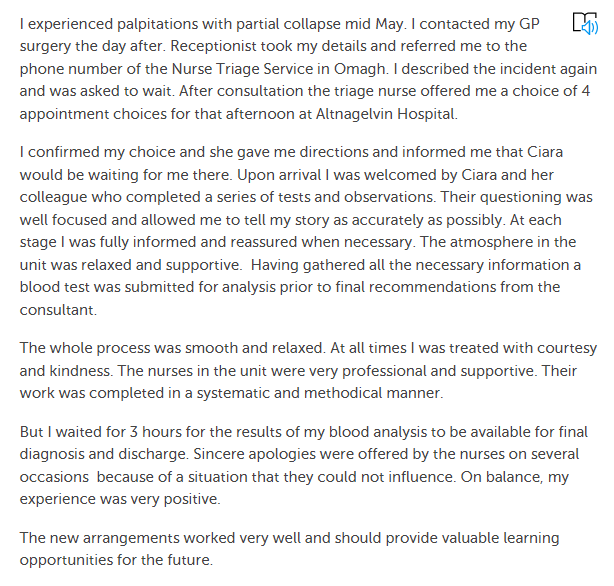 I experienced palpitations with partial collapse mid May. I contacted my GP
surgery the day after. Receptionist took my details and referred me to the
phone number of the Nurse Triage Service in Omagh. I described the incident again
and was asked to wait. After consultation the triage nurse offered me a choice of 4
appointment choices for that afternoon at Altnagelvin Hospital.
I confirmed my choice and she gave me directions and informed me that Ciara
would be waiting for me there. Upon arrival I was welcomed by Ciara and her
colleague who completed a series of tests and observations. Their questioning was
well focused and allowed me to tell my story as accurately as possibly. At each
stage I was fully informed and reassured when necessary. The atmosphere in the
unit was relaxed and supportive.  Having gathered all the necessary information a
blood test was submitted for analysis prior to final recommendations from the
consultant.
The whole process was smooth and relaxed. At all times I was treated with courtesy
and kindness. The nurses in the unit were very professional and supportive. Their
work was completed in a systematic and methodical manner.
But I waited for 3 hours for the results of my blood analysis to be available for final
diagnosis and discharge. Sincere apologies were offered by the nurses on several
occasions  because of a situation that they could not influence. On balance, my
experience was very positive.
The new arrangements worked very well and should provide valuable learning
opportunities for the future.